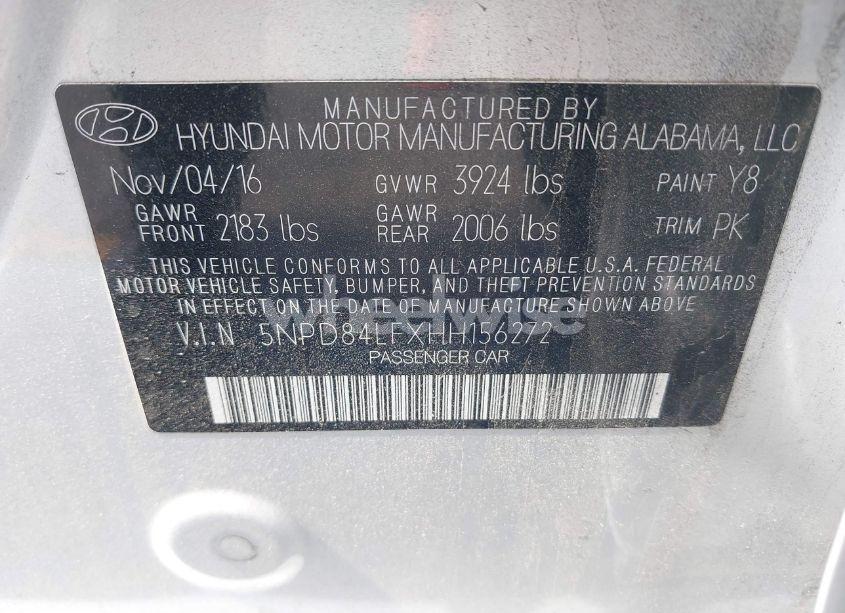 MANUFACTURED BY
HYUNDAI MOTOR MANUFACTURING ALABAMA, LLC
Nov/04/16 GVWR 3924 lbs PAINT Y8
GAWR FRONT 2183 lbs GAWR REAR 2006 lbs TRIM PK
THIS VEHICLE CONFORMS TO ALL APPLICABLE U.S.A. FEDERAL
MOTOR VEHICLE SAFETY, BUMPER, AND THEFT PREVENTION STANDARDS
IN EFFECT ON THE DATE OF MANUFACTURE SHOWN ABOVE
wheelwise
V.I.N 5NPD84LFXHH156272
PASSENGER CAR